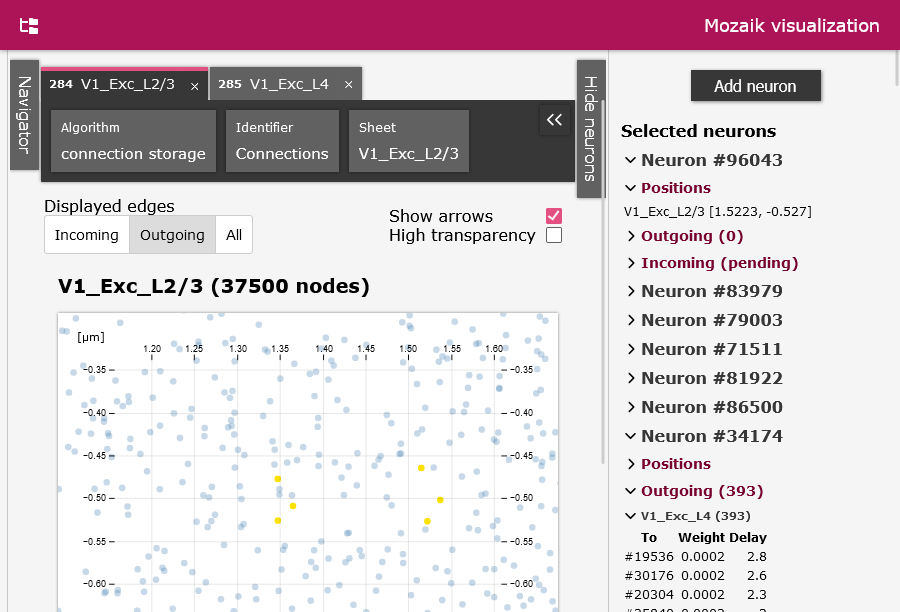 Mozaik visualization
Navigator
284 V1_Exc_L2/3 ×
285 V1_Exc_L4 ×
Algorithm
connection storage
Identifier
Connections
Sheet
V1_Exc_L2/3
Hide neurons
Displayed edges
Incoming Outgoing All
Show arrows
High transparency
V1_Exc_L2/3 (37500 nodes)
[µm]
1.20 1.25 1.30 1.35 1.40 1.45 1.50 1.55 1.60
−0.35 −0.35
−0.40 −0.40
−0.45 −0.45
−0.50 −0.50
−0.55 −0.55
−0.60 −0.60
Add neuron
Selected neurons
Neuron #96043
Positions
V1_Exc_L2/3 [1.5223, -0.527]
Outgoing (0)
Incoming (pending)
Neuron #83979
Neuron #79003
Neuron #71511
Neuron #81922
Neuron #86500
Neuron #34174
Positions
Outgoing (393)
V1_Exc_L4 (393)
To Weight Delay
#19536 0.0002 2.8
#30176 0.0002 2.6
#20304 0.0002 2.3